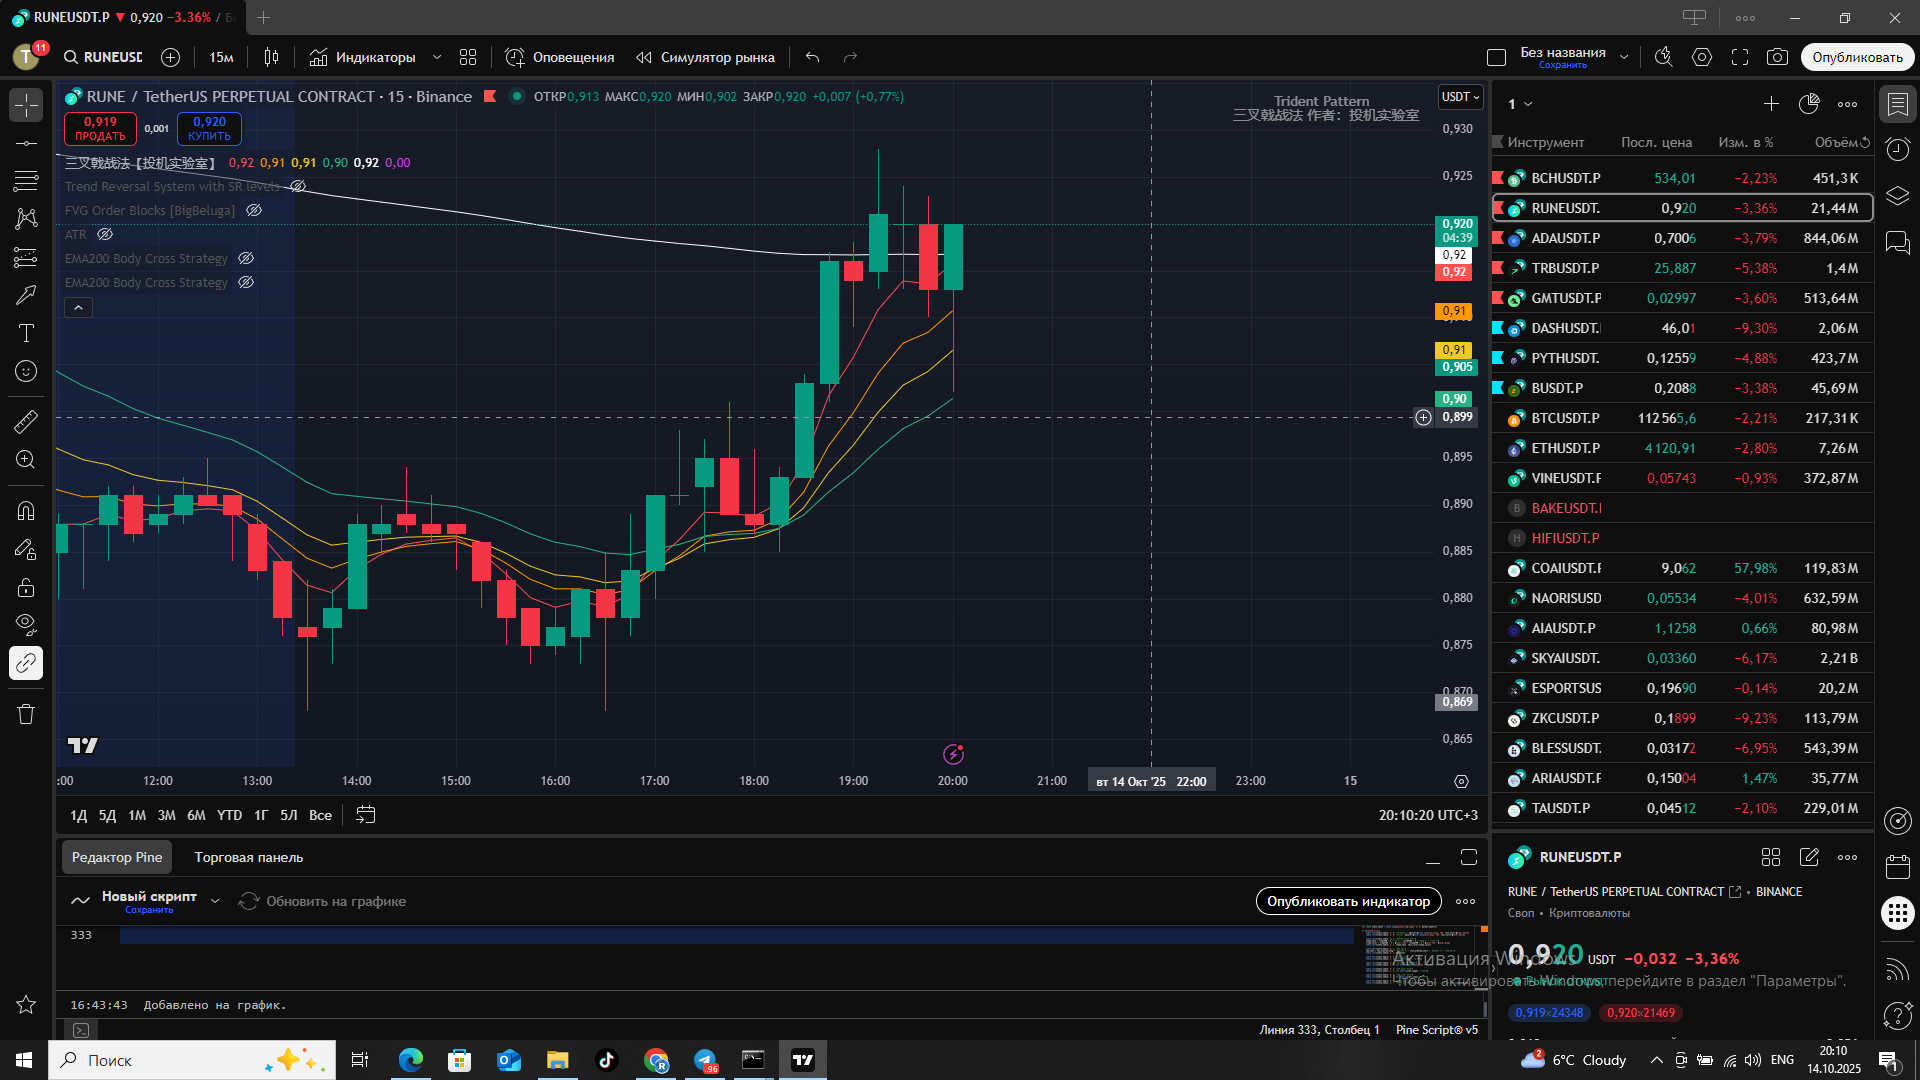 RUNEUSDT.P ▼ 0,920 −3.36% / Б
T 11 RUNEUSD 15м Индикаторы Оповещения Симулятор рынка Без названия Сохранить Опубликовать
RUNE / TetherUS PERPETUAL CONTRACT · 15 · Binance ОТКР0,913 МАКС0,920 МИН0,902 ЗАКР0,920 +0,007 (+0,77%)
0,919 ПРОДАТЬ 0,001 0,920 КУПИТЬ
三叉戟战法【投机实验室】 0,92 0,91 0,91 0,90 0,92 0,00
Trend Reversal System with SR levels
FVG Order Blocks [BigBeluga]
ATR
EMA200 Body Cross Strategy
EMA200 Body Cross Strategy
Trident Pattern
三叉戟战法 作者：投机实验室
USDT
0,930
0,925
0,920
04:39
0,92
0,92
0,91
0,91
0,905
0,90
0,899
0,895
0,890
0,885
0,880
0,875
0,870
0,869
0,865
:00 12:00 13:00 14:00 15:00 16:00 17:00 18:00 19:00 20:00 21:00 вт 14 Окт '25 22:00 23:00 15
1Д 5Д 1М 3М 6М YTD 1Г 5Л Все 20:10:20 UTC+3
Редактор Pine Торговая панель
Новый скрипт Сохранить Обновить на графике Опубликовать индикатор
333
16:43:43 Добавлено на график.
Линия 333, Столбец 1 Pine Script® v5
1
Инструмент Посл. цена Изм. в % Объём
BCHUSDT.P 534,01 −2,23% 451,3 K
RUNEUSDT. 0,920 −3,36% 21,44 M
ADAUSDT.P 0,7006 −3,79% 844,06 M
TRBUSDT.P 25,887 −5,38% 1,4 M
GMTUSDT.P 0,02997 −3,60% 513,64 M
DASHUSDT. 46,01 −9,30% 2,06 M
PYTHUSDT. 0,12559 −4,88% 423,7 M
BUSDT.P 0,2088 −3,38% 45,69 M
BTCUSDT.P 112 565,6 −2,21% 217,31 K
ETHUSDT.P 4 120,91 −2,80% 7,26 M
VINEUSDT.F 0,05743 −0,93% 372,87 M
BAKEUSDT.I
HIFIUSDT.P
COAIUSDT.F 9,062 57,98% 119,83 M
NAORISUSD 0,05534 −4,01% 632,59 M
AIAUSDT.P 1,1258 0,66% 80,98 M
SKYAIUSDT. 0,03360 −6,17% 2,21 B
ESPORTSUS 0,19690 −0,14% 20,2 M
ZKCUSDT.P 0,1899 −9,23% 113,79 M
BLESSUSDT. 0,03172 −6,95% 543,39 M
ARIAUSDT.F 0,15004 1,47% 35,77 M
TAUSDT.P 0,04512 −2,10% 229,01 M
RUNEUSDT.P
RUNE / TetherUS PERPETUAL CONTRACT • BINANCE
Своп • Криптовалюты
0,920 USDT −0,032 −3,36%
Рынок открыт
0,919×24348 0,920×21469
Активация Windows
Чтобы активировать Windows, перейдите в раздел "Параметры".
Поиск 96 2 6°C Cloudy ENG 20:10 14.10.2025 1